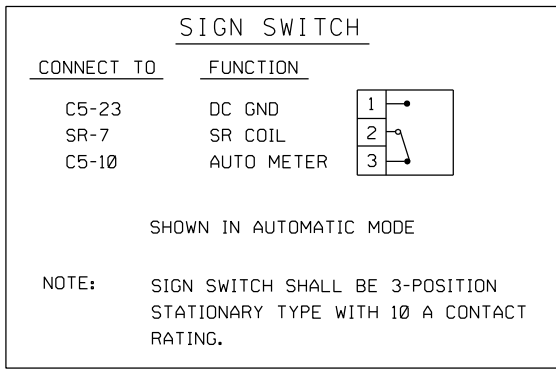 SIGN SWITCH
CONNECT TO FUNCTION
C5-23 DC GND 1
SR-7 SR COIL 2
C5-10 AUTO METER 3
SHOWN IN AUTOMATIC MODE
NOTE: SIGN SWITCH SHALL BE 3-POSITION
STATIONARY TYPE WITH 10 A CONTACT
RATING.